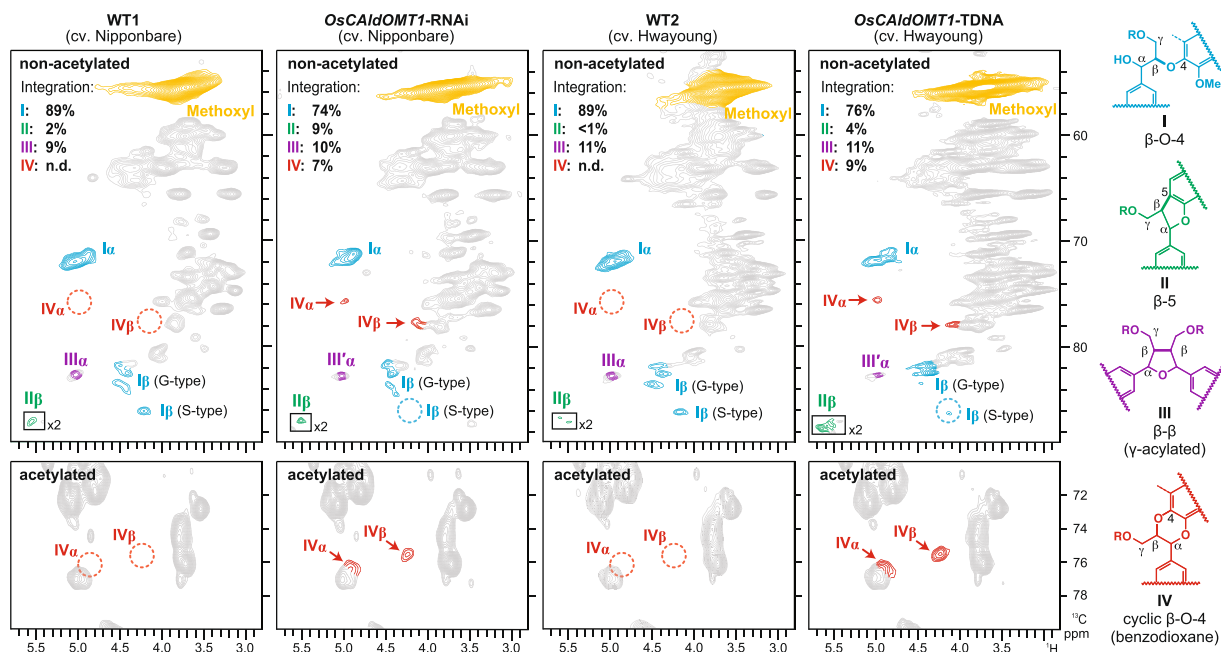 WT1
(cv. Nipponbare)
OsCAldOMT1-RNAi
(cv. Nipponbare)
WT2
(cv. Hwayoung)
OsCAldOMT1-TDNA
(cv. Hwayoung)
non-acetylated
Integration:
I: 89%
II: 2%
III: 9%
IV: n.d.
Methoxyl
Iα
IVα
IVβ
IIIα
Iβ (G-type)
Iβ (S-type)
IIβ
x2
non-acetylated
Integration:
I: 74%
II: 9%
III: 10%
IV: 7%
Methoxyl
Iα
IVα
IVβ
III′α
Iβ (G-type)
Iβ (S-type)
IIβ
x2
non-acetylated
Integration:
I: 89%
II: <1%
III: 11%
IV: n.d.
Methoxyl
Iα
IVα
IVβ
IIIα
Iβ (G-type)
Iβ (S-type)
IIβ
x2
non-acetylated
Integration:
I: 76%
II: 4%
III: 11%
IV: 9%
Methoxyl
Iα
IVα
IVβ
III′α
Iβ (G-type)
Iβ (S-type)
IIβ
x2
60
70
80
acetylated
IVα
IVβ
acetylated
IVα
IVβ
acetylated
IVα
IVβ
acetylated
IVα
IVβ
72
74
76
78
13C
ppm
5.5 5.0 4.5 4.0 3.5 3.0
5.5 5.0 4.5 4.0 3.5 3.0
5.5 5.0 4.5 4.0 3.5 3.0
5.5 5.0 4.5 4.0 3.5 1H
RO
γ
HO
α
β
O
4
OMe
I
β-O-4
5
β
RO
γ
α
O
II
β-5
RO
γ
OR
β
β
α
O
III
β-β
(γ-acylated)
4
O
O
RO
γ
β
α
IV
cyclic β-O-4
(benzodioxane)